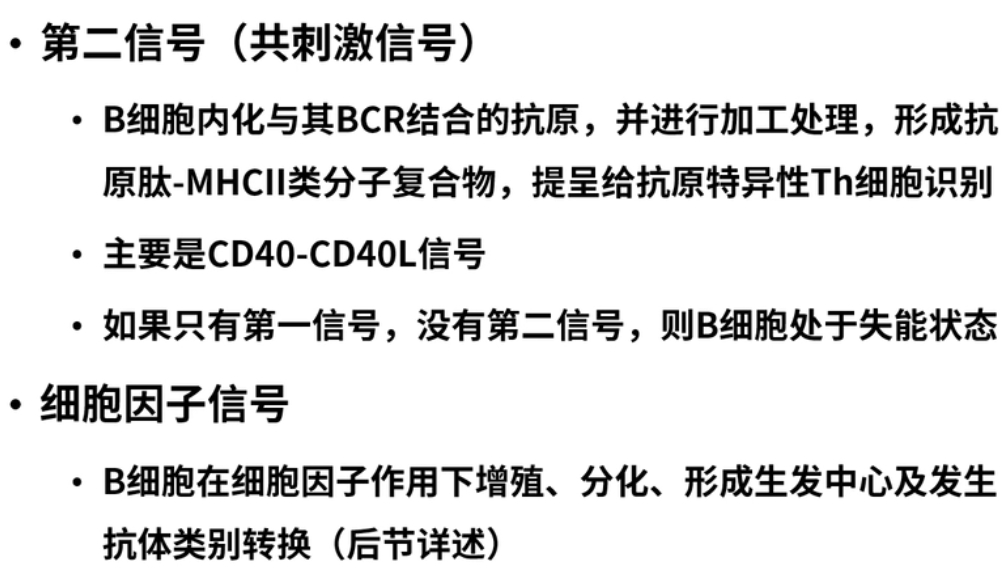 • 第二信号（共刺激信号）
• B细胞内化与其BCR结合的抗原，并进行加工处理，形成抗
原肽-MHCII类分子复合物，提呈给抗原特异性Th细胞识别
• 主要是CD40-CD40L信号
• 如果只有第一信号，没有第二信号，则B细胞处于失能状态
• 细胞因子信号
• B细胞在细胞因子作用下增殖、分化、形成生发中心及发生
抗体类别转换（后节详述）